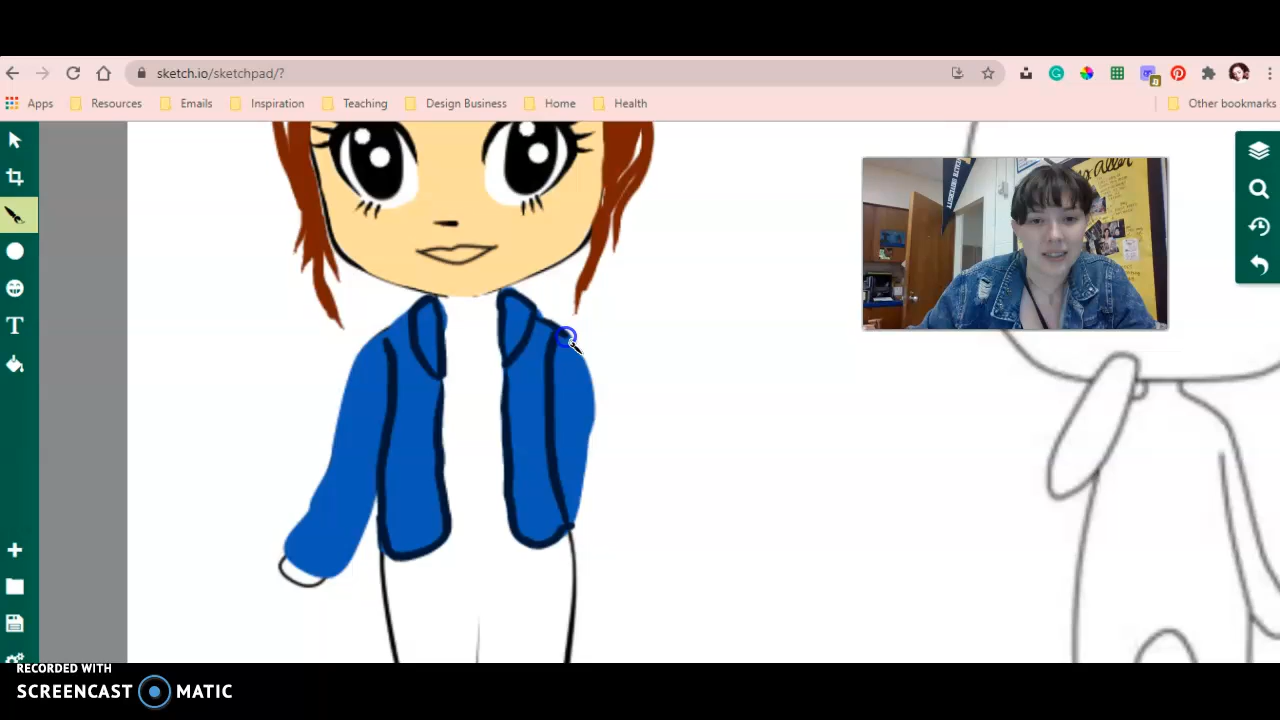 sketch.io/sketchpad/?
Apps Resources Emails Inspiration Teaching Design Business Home Health Other bookmarks
T
RECORDED WITH
SCREENCAST MATIC